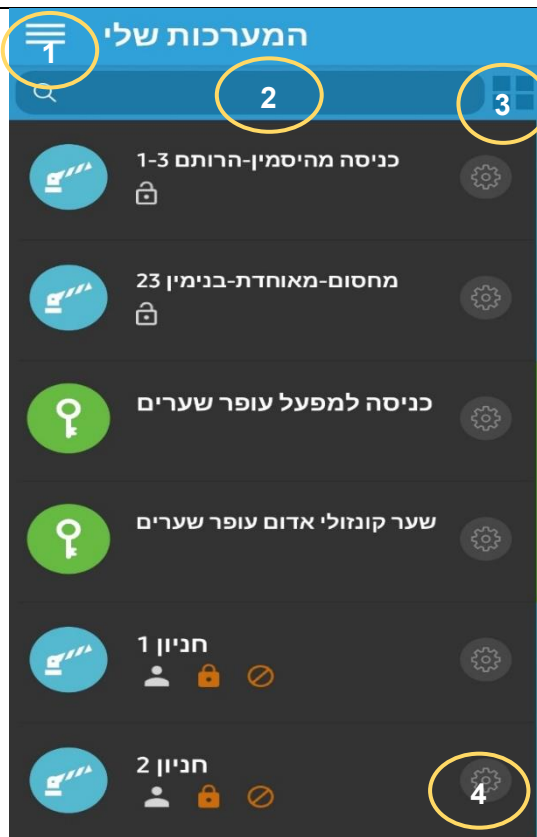 המערכות שלי
1
2
3
כניסה מהיסמין-הרותם 1-3
מחסום-מאוחדת-בנימין 23
כניסה למפעל עופר שערים
שער קונזולי אדום עופר שערים
חניון 1
חניון 2
4